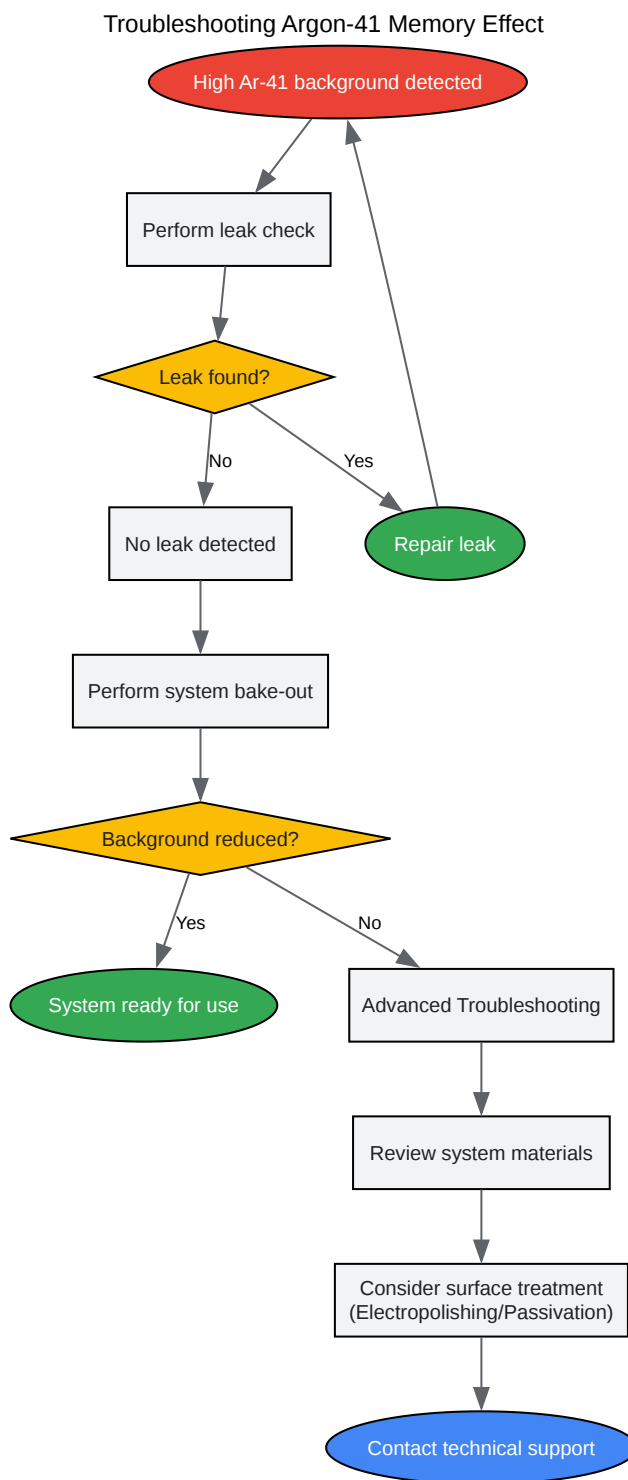 Troubleshooting Argon-41 Memory Effect
High Ar-41 background detected
Perform leak check
Leak found?
No
Yes
No leak detected
Repair leak
Perform system bake-out
Background reduced?
Yes
No
System ready for use
Advanced Troubleshooting
Review system materials
Consider surface treatment
(Electropolishing/Passivation)
Contact technical support